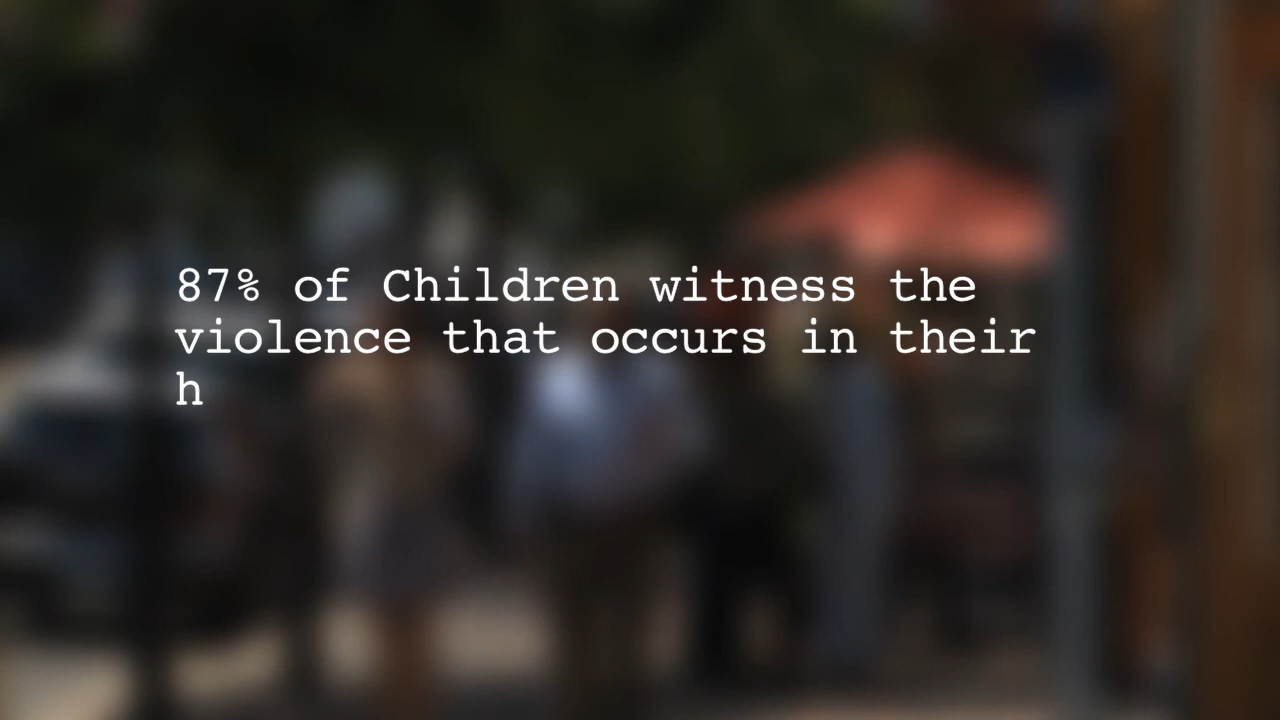 87% of Children witness the
violence that occurs in their
h